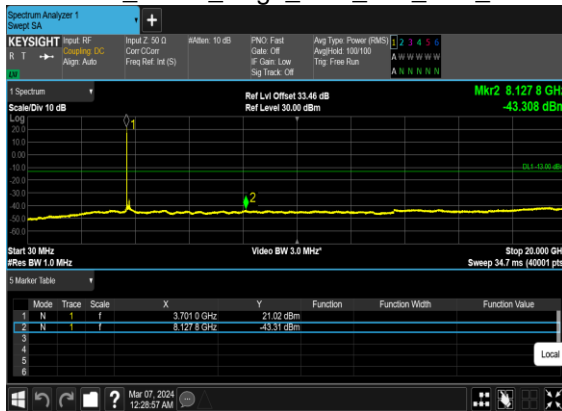 Spectrum Analyzer 1
Swept SA
KEYSIGHT
R T
Input: RF
Coupling: DC
Align: Auto
Input Z: 50 Ω
Corr CCorr
Freq Ref: Int (S)
#Atten: 10 dB
PNO: Fast
Gate: Off
IF Gain: Low
Sig Track: Off
Avg Type: Power (RMS)
Avg|Hold: 100/100
Trig: Free Run
1 2 3 4 5 6
A W W W W W
A N N N N N
1 Spectrum
Scale/Div 10 dB
Ref Lvl Offset 33.46 dB
Ref Level 30.00 dBm
Mkr2 8.127 8 GHz
-43.308 dBm
Log
20.0
10.0
0.00
-10.0
-20.0
-30.0
-40.0
-50.0
-60.0
1
2
DL1 -13.00 dBm
Start 30 MHz
#Res BW 1.0 MHz
Video BW 3.0 MHz*
Stop 20.000 GH
Sweep 34.7 ms (40001 pts
5 Marker Table
Mode Trace Scale X Y Function Function Width Function Value
1 N 1 f 3.701 0 GHz 21.02 dBm
2 N 1 f 8.127 8 GHz -43.31 dBm
3
4
5
6
Local
?
Mar 07, 2024
12:28:57 AM